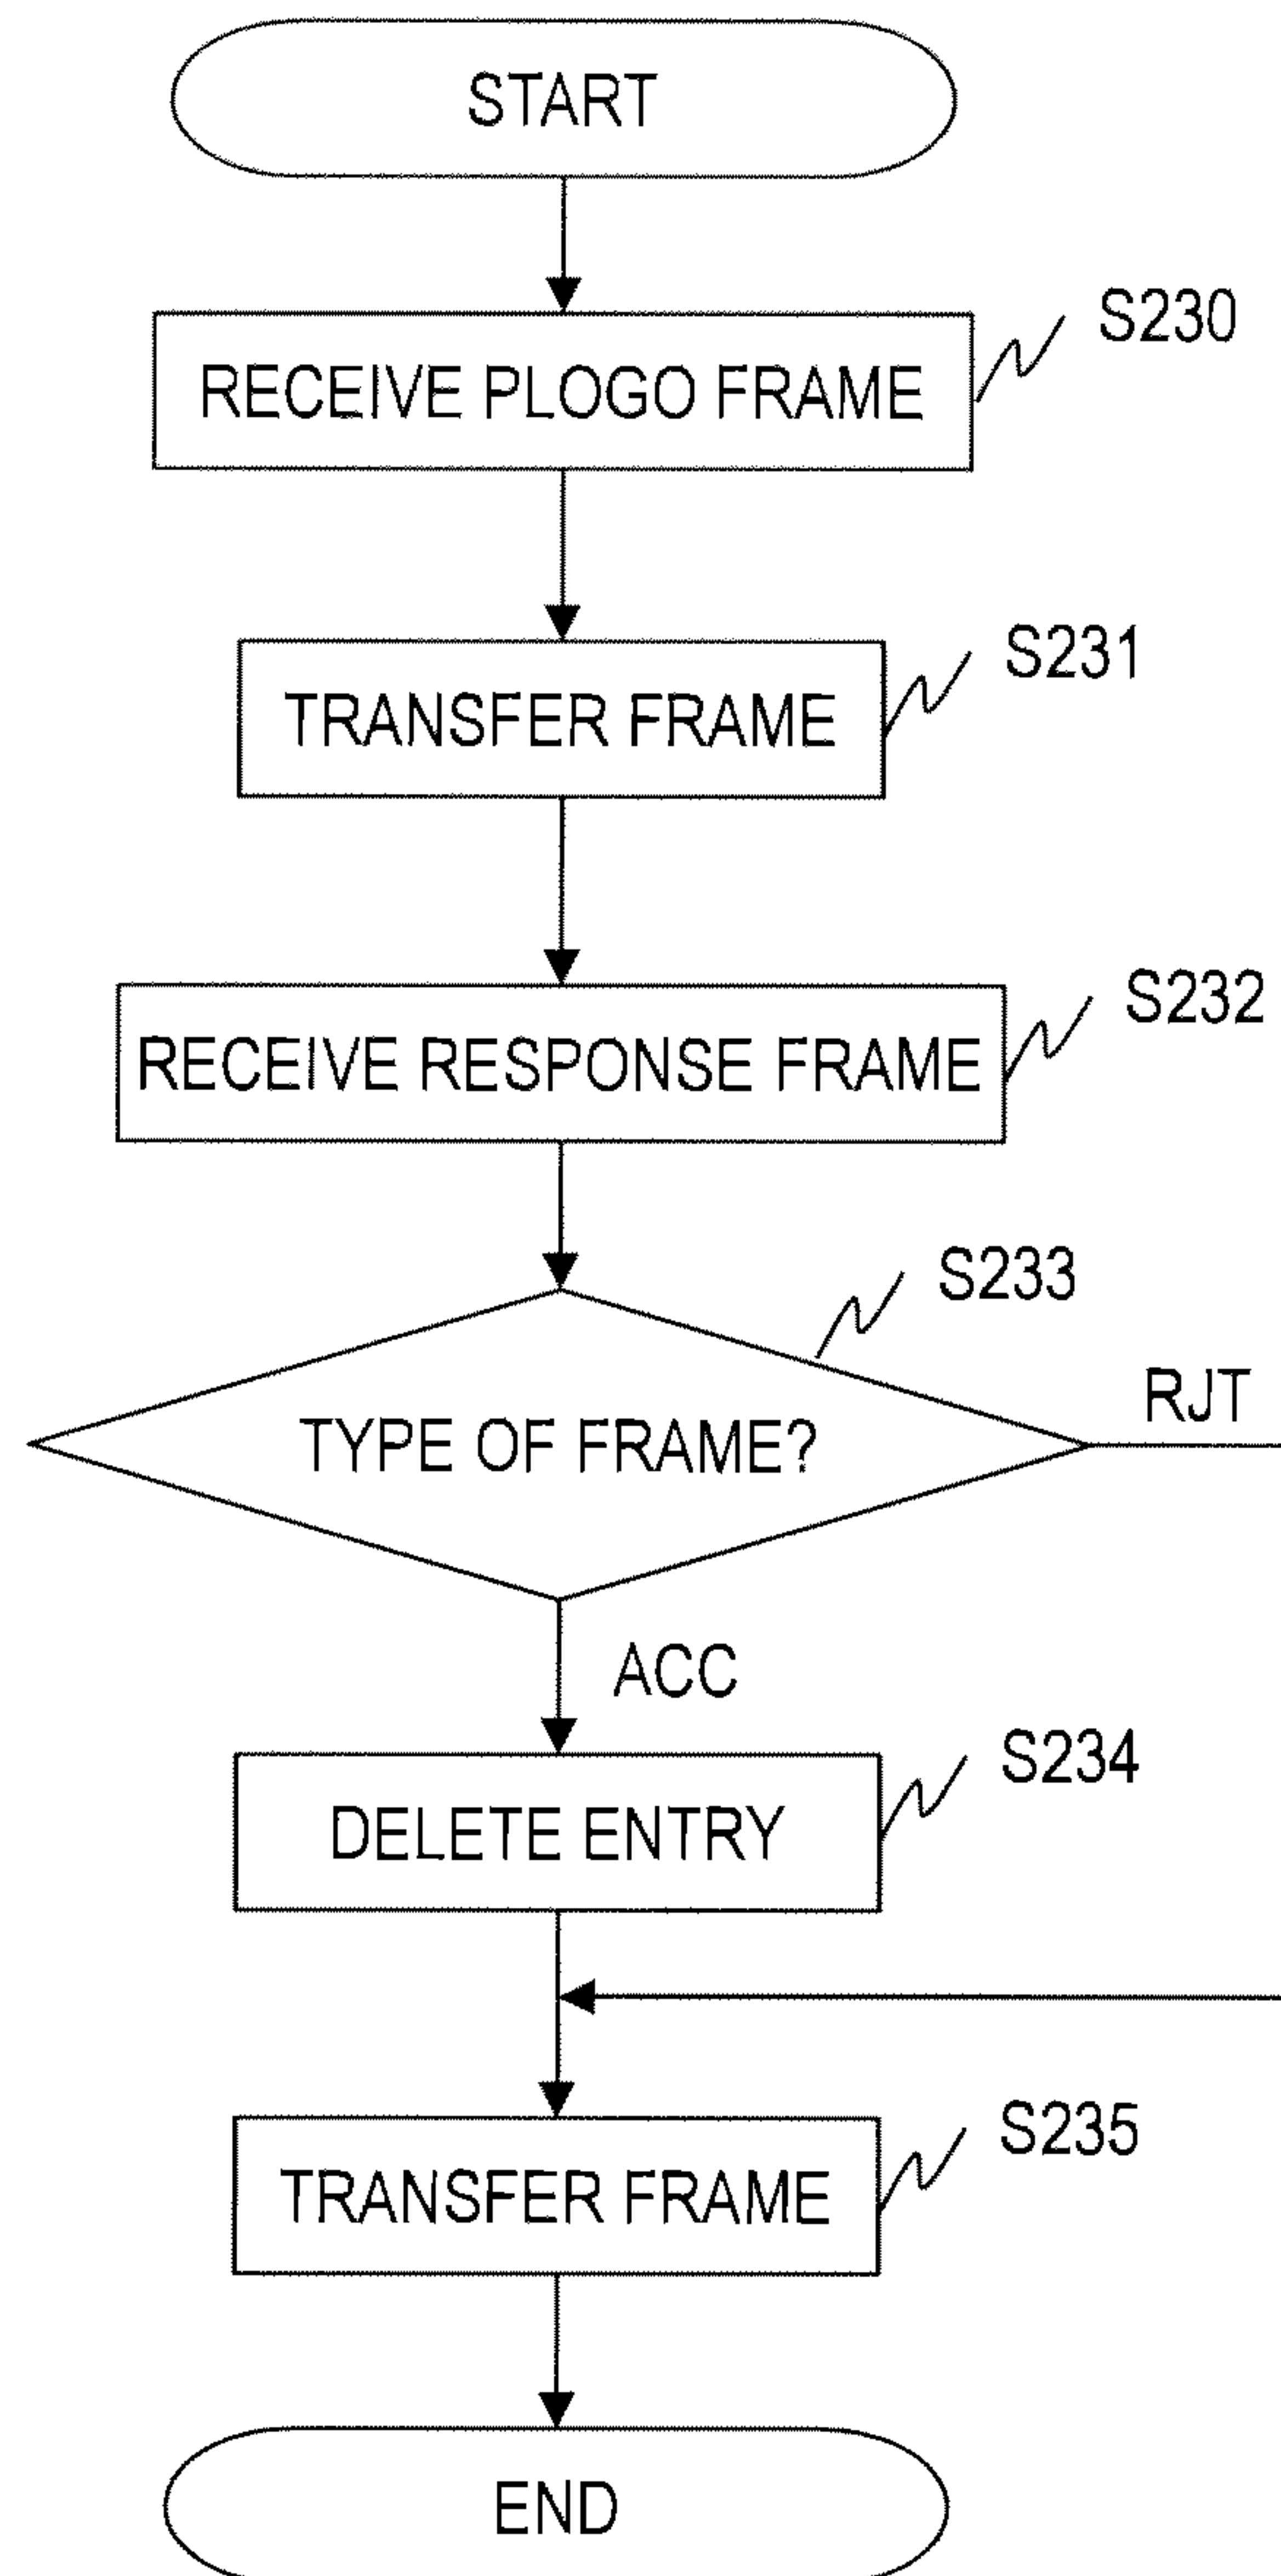 START
S230
RECEIVE PLOGO FRAME
S231
TRANSFER FRAME
S232
RECEIVE RESPONSE FRAME
S233
RJT
TYPE OF FRAME?
ACC
S234
DELETE ENTRY
S235
TRANSFER FRAME
END